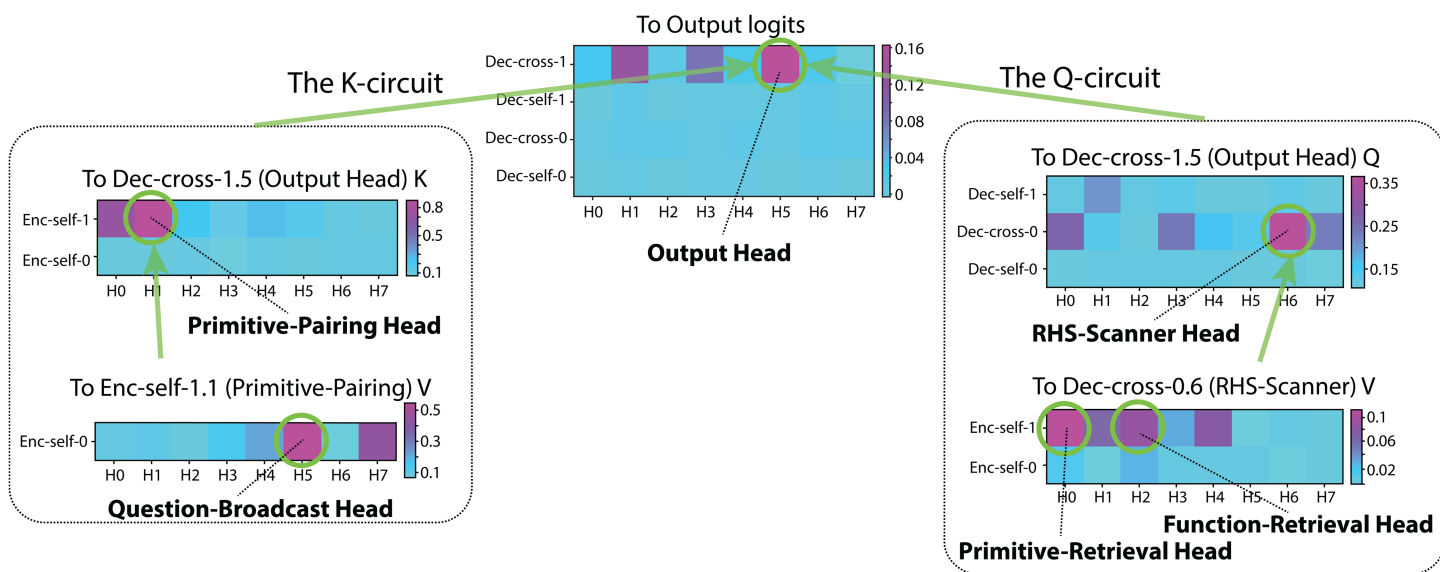 To Output logits
Dec-cross-1
Dec-self-1
Dec-cross-0
Dec-self-0
H0 H1 H2 H3 H4 H5 H6 H7
0.16
0.12
0.08
0.04
0
Output Head
The K-circuit
The Q-circuit
To Dec-cross-1.5 (Output Head) K
Enc-self-1
Enc-self-0
H0 H1 H2 H3 H4 H5 H6 H7
0.8
0.5
0.1
Primitive-Pairing Head
To Enc-self-1.1 (Primitive-Pairing) V
Enc-self-0
H0 H1 H2 H3 H4 H5 H6 H7
0.5
0.3
0.1
Question-Broadcast Head
To Dec-cross-1.5 (Output Head) Q
Dec-self-1
Dec-cross-0
Dec-self-0
H0 H1 H2 H3 H4 H5 H6 H7
0.35
0.25
0.15
RHS-Scanner Head
To Dec-cross-0.6 (RHS-Scanner) V
Enc-self-1
Enc-self-0
H0 H1 H2 H3 H4 H5 H6 H7
0.1
0.06
0.02
Function-Retrieval Head
Primitive-Retrieval Head